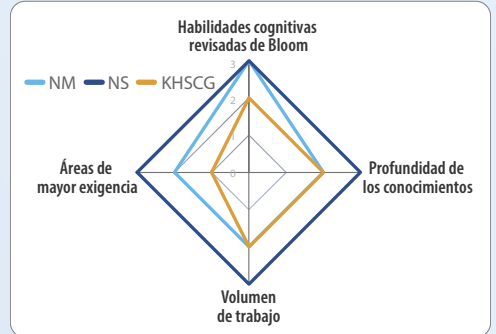 Habilidades cognitivas
revisadas de Bloom
3
NM NS KHSCG
2
1
Áreas de
mayor exigencia
0
Profundidad de
los conocimientos
Volumen
de trabajo